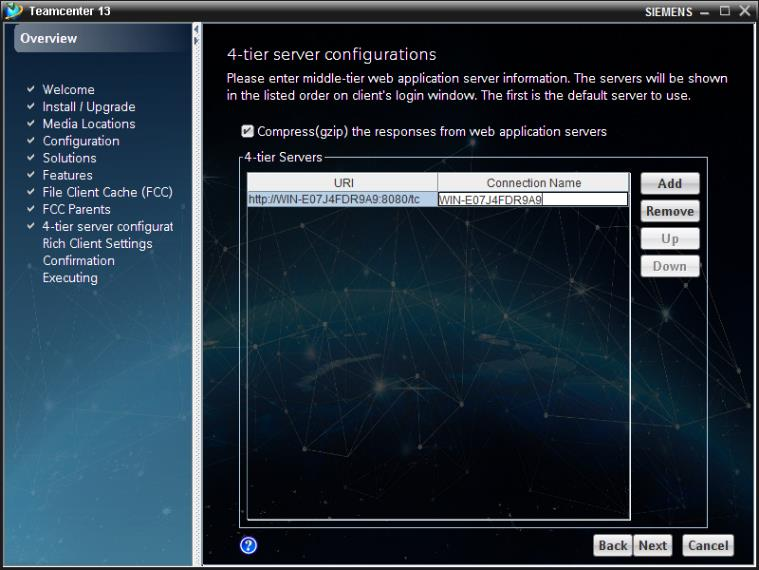 Teamcenter 13
SIEMENS
Overview
Welcome
Install / Upgrade
Media Locations
Configuration
Solutions
Features
File Client Cache (FCC)
FCC Parents
4-tier server configurat
Rich Client Settings
Confirmation
Executing
4-tier server configurations
Please enter middle-tier web application server information. The servers will be shown
in the listed order on client's login window. The first is the default server to use.
Compress(gzip) the responses from web application servers
4-tier Servers
URI Connection Name
http://WIN-E07J4FDR9A9:8080/tc WIN-E07J4FDR9A9
Add
Remove
Up
Down
? Back Next Cancel